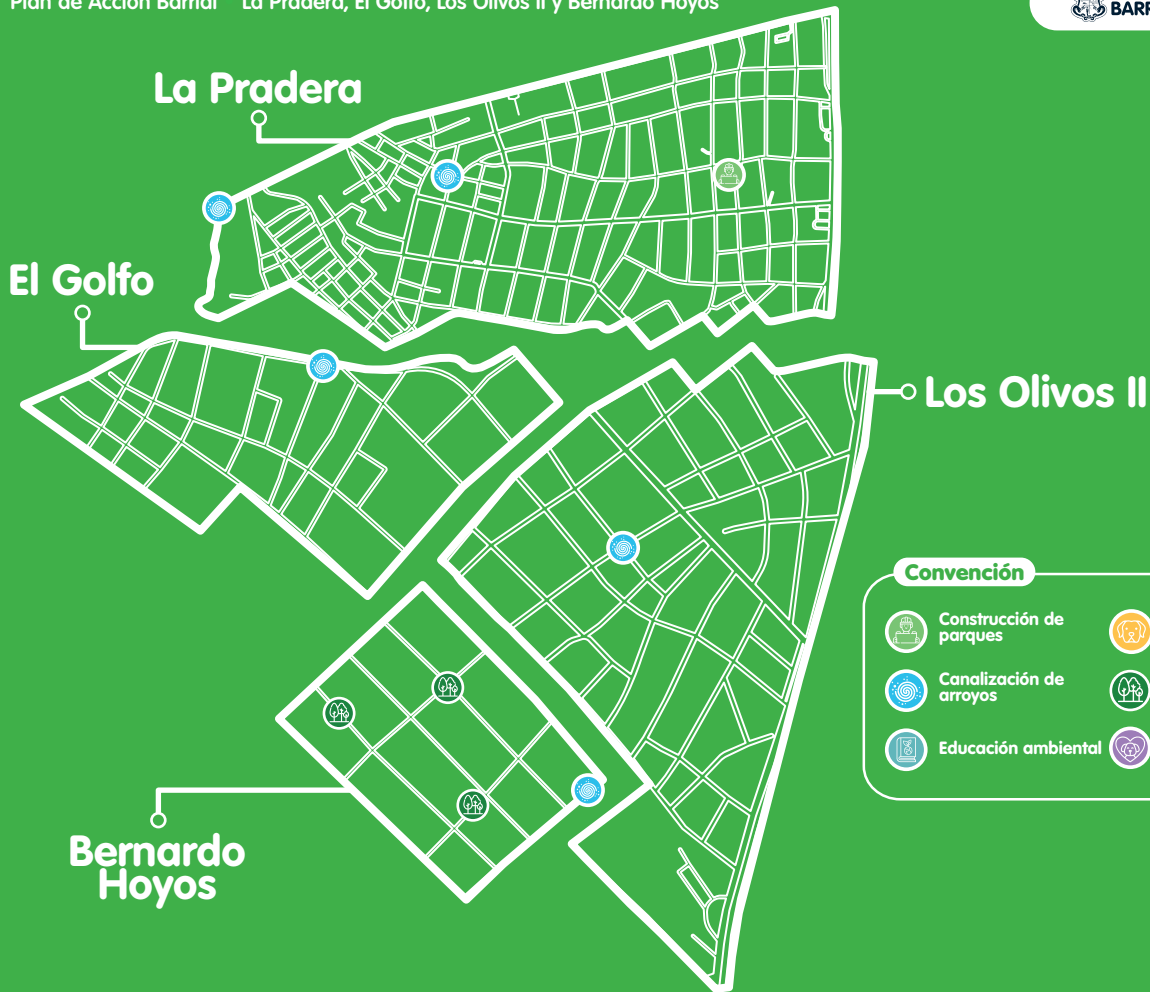 Plan de Acción Barrial
La Pradera, El Golfo, Los Olivos II y Bernardo Hoyos
BARR
La Pradera
El Golfo
Los Olivos II
Convención
Construcción de
parques
Canalización de
arroyos
Educación ambiental
Bernardo
Hoyos